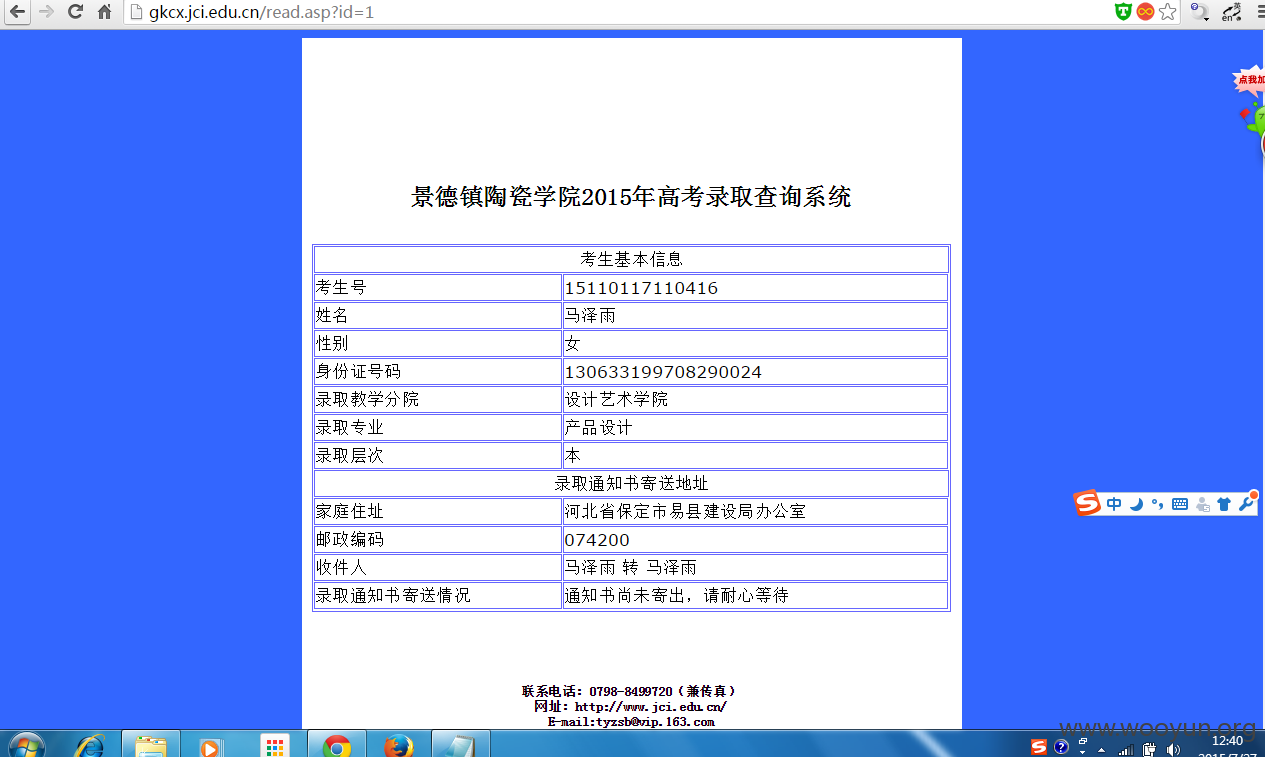 gkcx.jci.edu.cn/read.asp?id=1
点我加
景德镇陶瓷学院2015年高考录取查询系统
考生基本信息
考生号 15110117110416
姓名 马泽雨
性别 女
身份证号码 130633199708290024
录取教学分院 设计艺术学院
录取专业 产品设计
录取层次 本
录取通知书寄送地址
家庭住址 河北省保定市易县建设局办公室
邮政编码 074200
收件人 马泽雨 转 马泽雨
录取通知书寄送情况 通知书尚未寄出，请耐心等待
中
联系电话：0798-8499720（兼传真）
网址：http://www.jci.edu.cn/
E-mail:tyzsb@vip.163.com
www.wooyun.org
12:40
2015/7/27